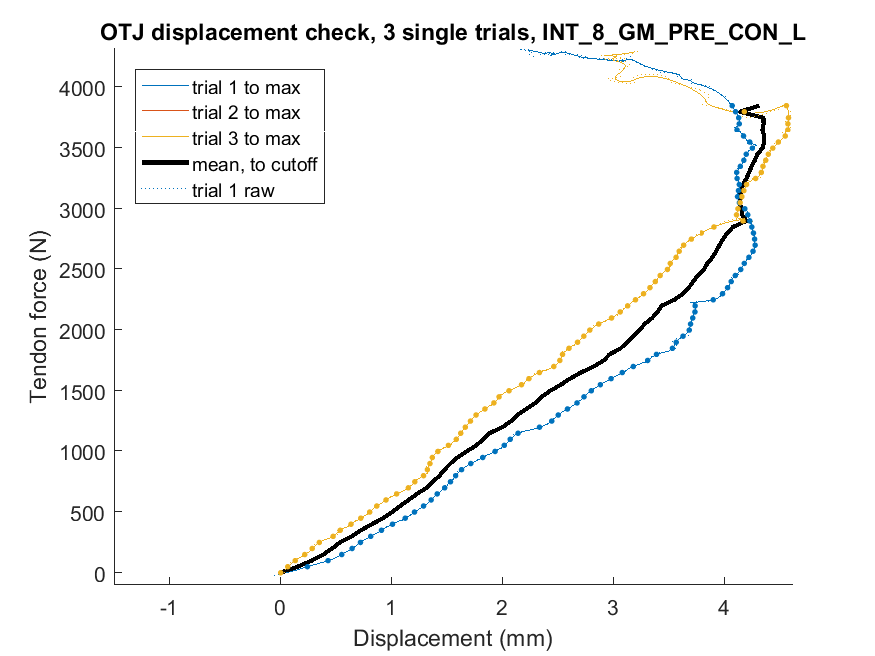 OTJ displacement check, 3 single trials, INT_8_GM_PRE_CON_L
trial 1 to max
trial 2 to max
trial 3 to max
mean, to cutoff
trial 1 raw
4000
3500
3000
2500
2000
1500
1000
500
0
Tendon force (N)
-1
0
1
2
3
4
Displacement (mm)